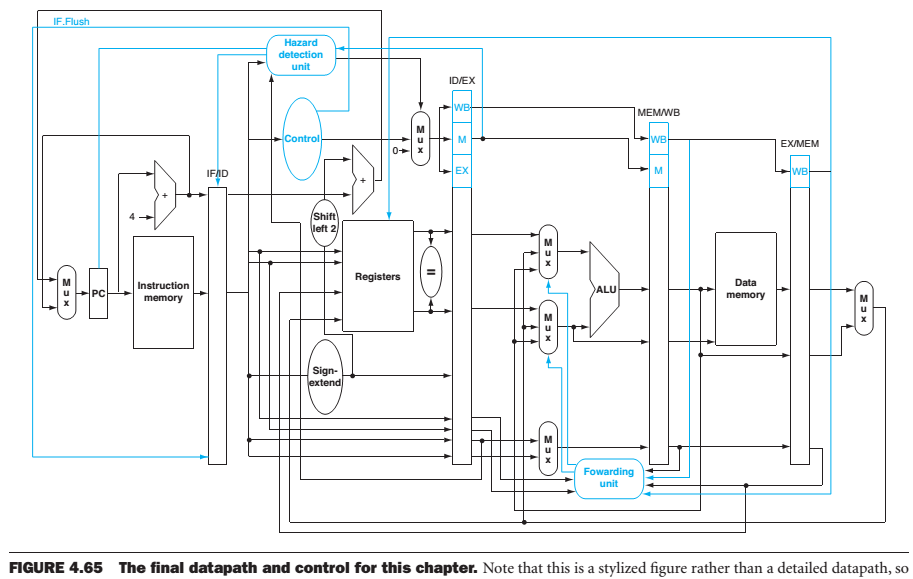 IF.Flush
Hazard
detection
unit
ID/EX
WB
MEM/WB
Control
M
u
x
M
WB
EX/MEM
0
EX
M
WB
+
IF/ID
+
4
Shift
left 2
M
u
x
PC
Instruction
memory
Registers
=
M
u
x
M
u
x
ALU
Data
memory
M
u
x
Sign-
extend
M
u
x
Fowarding
unit
FIGURE 4.65 The final datapath and control for this chapter. Note that this is a stylized figure rather than a detailed datapath, so